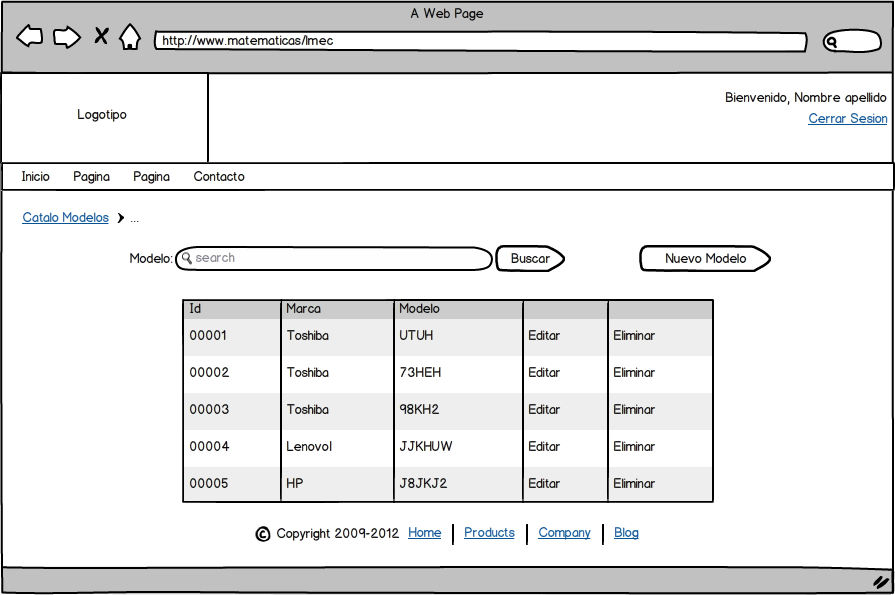 A Web Page
http://www.matematicas/lmec
Logotipo
Bienvenido, Nombre apellido
Cerrar Sesion
Inicio Pagina Pagina Contacto
Catalo Modelos ...
Modelo: search Buscar Nuevo Modelo
Id Marca Modelo
00001 Toshiba UTUH Editar Eliminar
00002 Toshiba 73HEH Editar Eliminar
00003 Toshiba 98KH2 Editar Eliminar
00004 Lenovol JJKHUW Editar Eliminar
00005 HP J8JKJ2 Editar Eliminar
© Copyright 2009-2012 Home | Products | Company | Blog